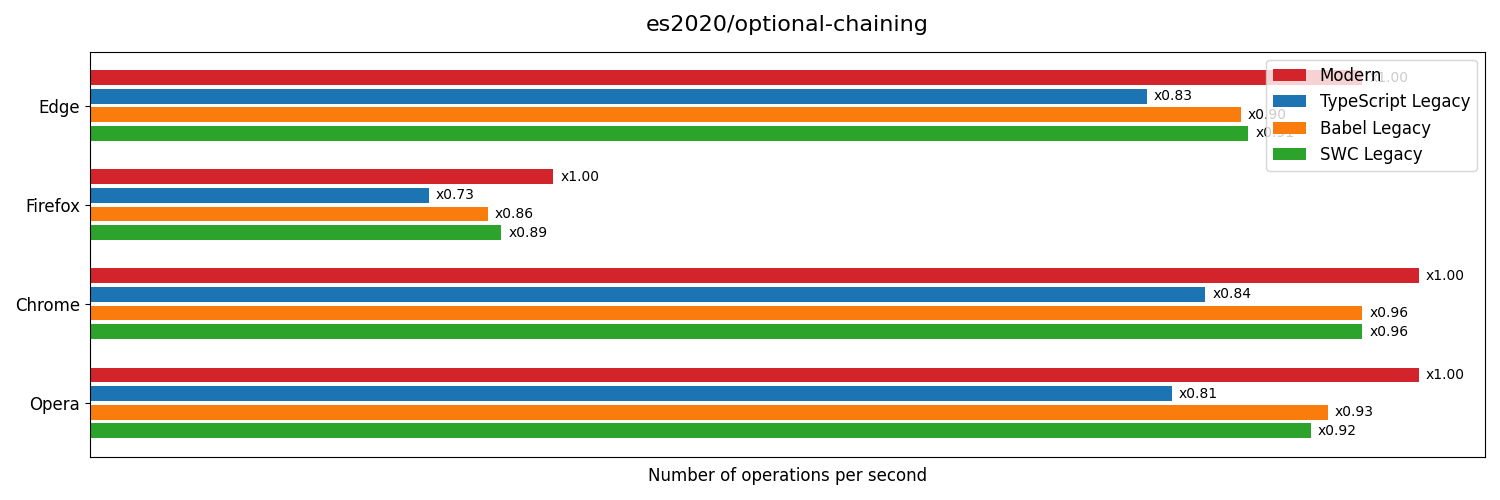 es2020/optional-chaining
Edge
x1.00
x0.83
x0.90
x0.91
Modern
TypeScript Legacy
Babel Legacy
SWC Legacy
Firefox
x1.00
x0.73
x0.86
x0.89
Chrome
x1.00
x0.84
x0.96
x0.96
Opera
x1.00
x0.81
x0.93
x0.92
Number of operations per second